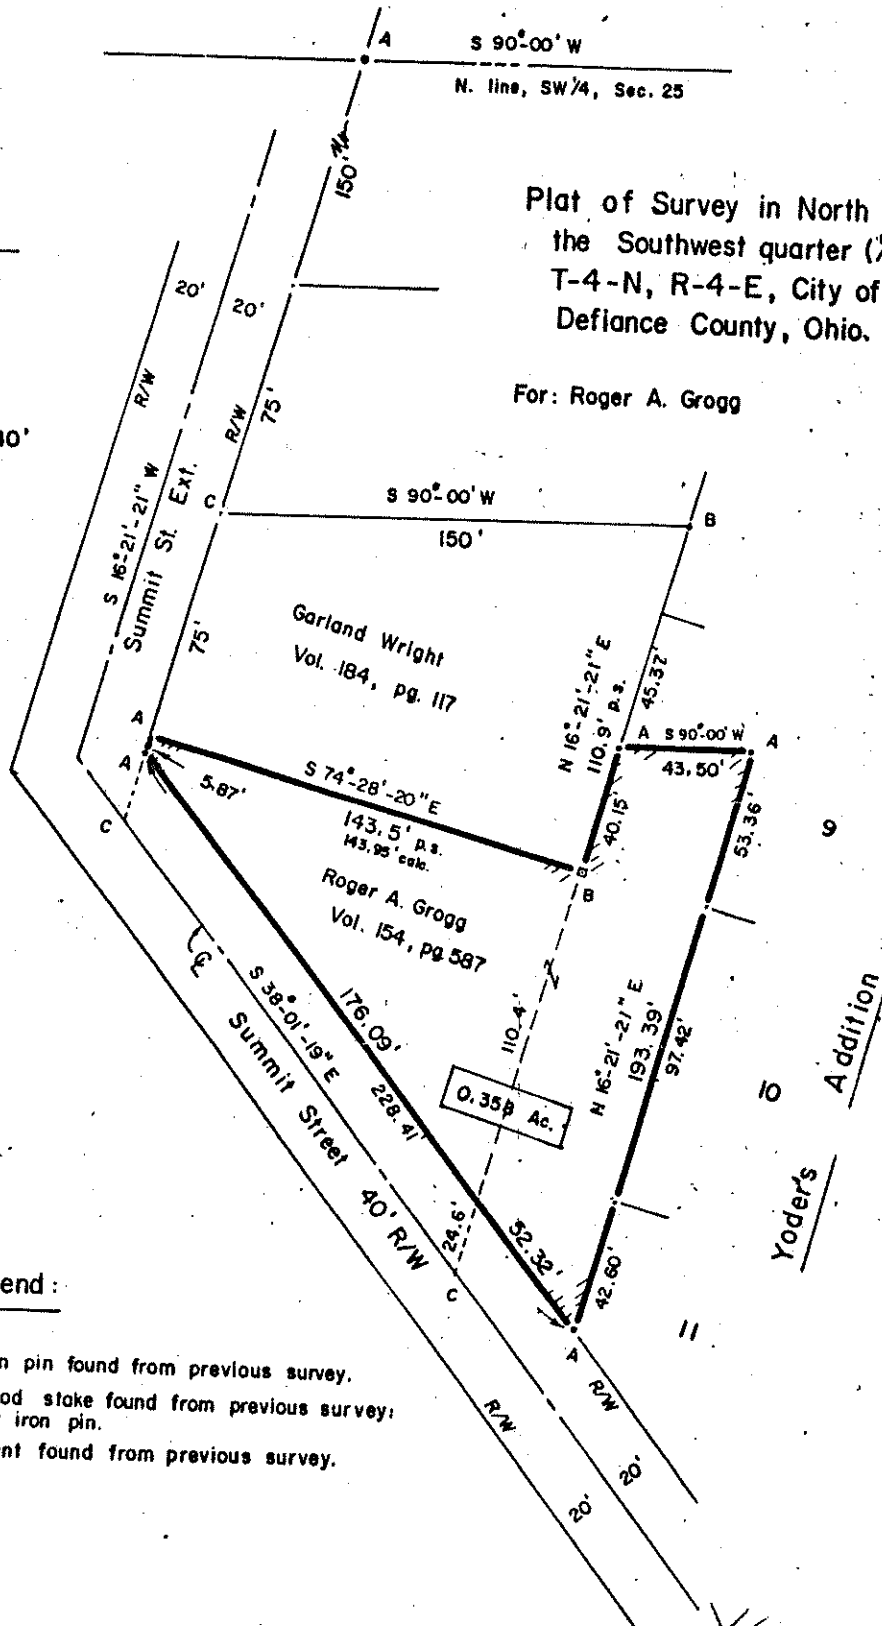 A
S 90°-00' W
N. line, SW 1/4, Sec. 25
150'
Plat of Survey in North
the Southwest quarter (
T-4-N, R-4-E, City of
Defiance County, Ohio.
For: Roger A. Grogg
20'
20'
R/W
R/W
75'
10'
S 16°-21'-21" W
Summit St. Ext.
C
S 90°-00' W
150'
B
75'
Garland Wright
Vol. 184, pg. 117
N 16°-21'-21" E
110.9' p.s.
45.37'
A
A
5.87'
C
S 74°-28'-20" E
143.5' p.s.
143.95' calc.
40.15'
A
S 90°-00' W
A
43.50'
B
53.36'
9
Roger A. Grogg
Vol. 154, pg 587
℄
S 38°-01'-19" E
Summit Street
40' R/W
176.09'
228.41'
110.4'
0.358 Ac.
N 16°-21'-21" E
193.39'
97.42'
10
Yoder's Addition
24.6'
C
52.32'
42.60'
11
A
R/W
R/W
20'
20'
end:
n pin found from previous survey.
od stake found from previous survey;
iron pin.
nt found from previous survey.